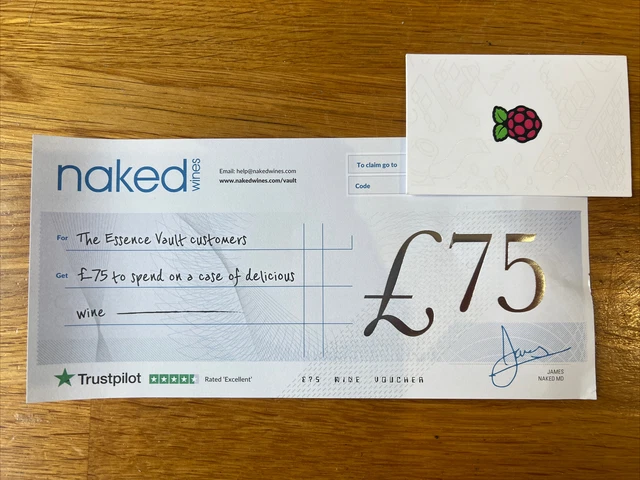 naked
wines
Email: help@nakedwines.com
www.nakedwines.com/vault
To claim go to
Code
For The Essence Vault customers
Get £75 to spend on a case of delicious
wine
£75
Trustpilot Rated 'Excellent'
£75 WINE VOUCHER
James
JAMES
NAKED MD